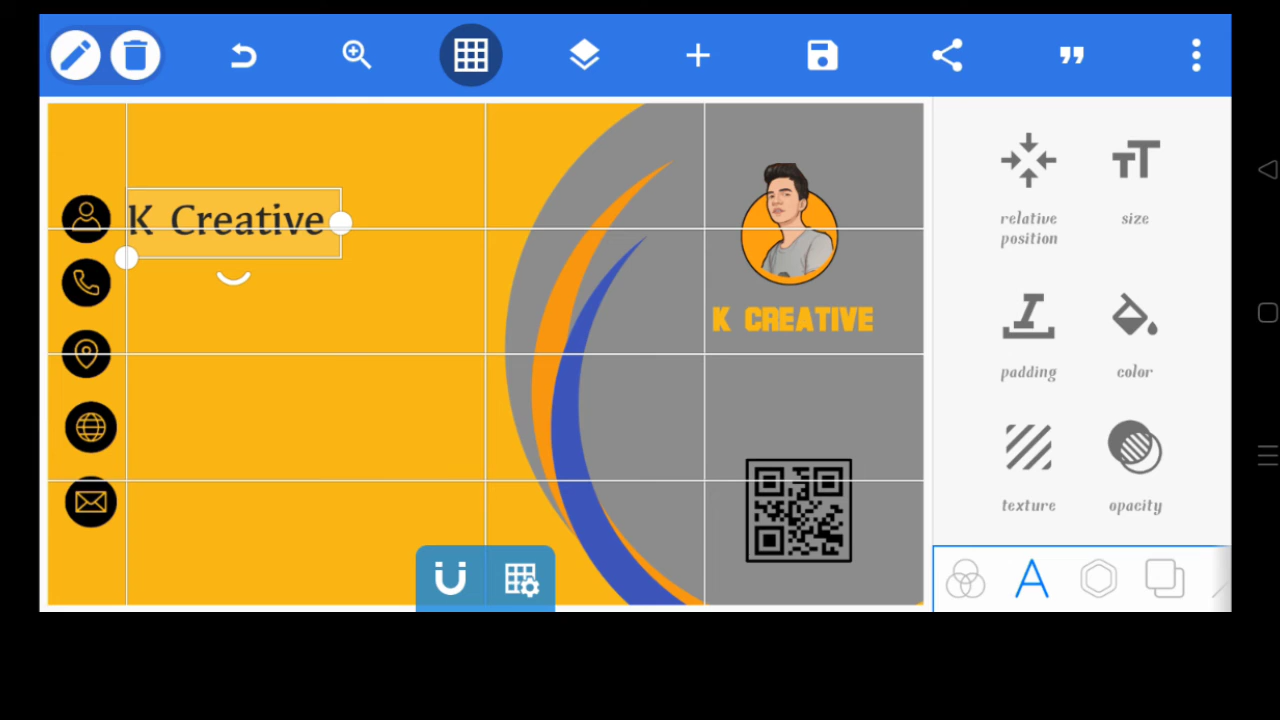 K Creative
K CREATIVE
relative
position
size
padding
color
texture
opacity